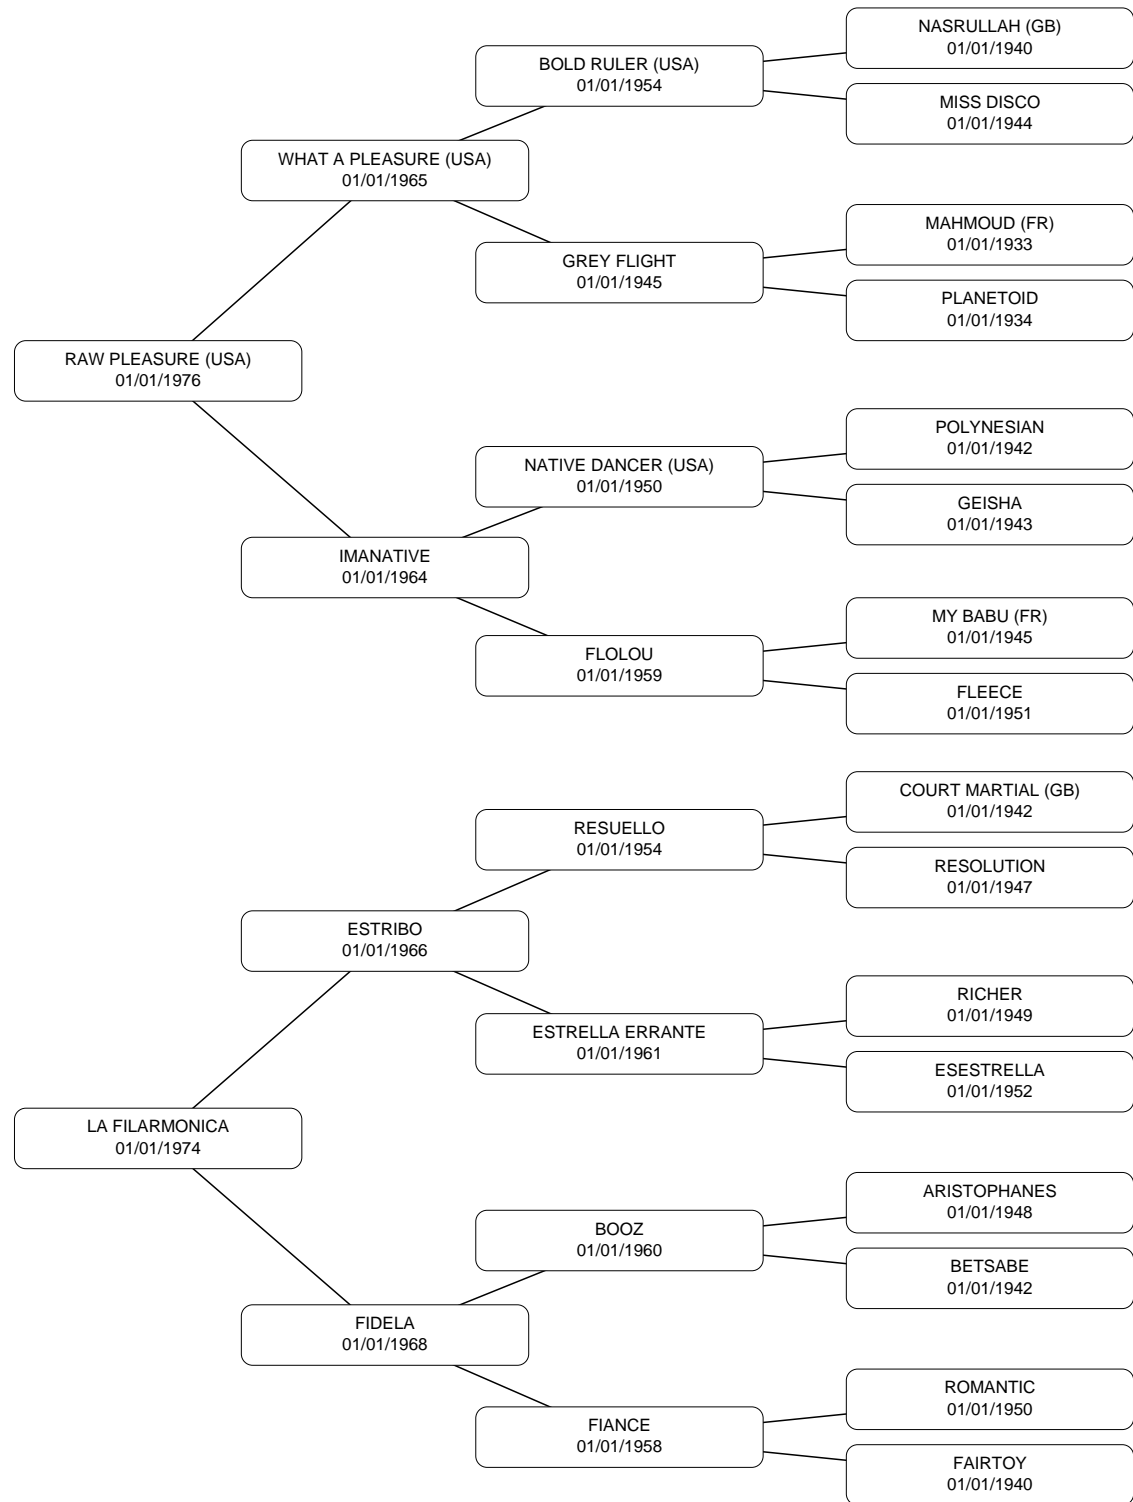 NASRULLAH (GB)
01/01/1940
BOLD RULER (USA)
01/01/1954
MISS DISCO
01/01/1944
WHAT A PLEASURE (USA)
01/01/1965
MAHMOUD (FR)
01/01/1933
GREY FLIGHT
01/01/1945
PLANETOID
01/01/1934
RAW PLEASURE (USA)
01/01/1976
POLYNESIAN
01/01/1942
NATIVE DANCER (USA)
01/01/1950
GEISHA
01/01/1943
IMANATIVE
01/01/1964
MY BABU (FR)
01/01/1945
FLOLOU
01/01/1959
FLEECE
01/01/1951
COURT MARTIAL (GB)
01/01/1942
RESUELLO
01/01/1954
RESOLUTION
01/01/1947
ESTRIBO
01/01/1966
RICHER
01/01/1949
ESTRELLA ERRANTE
01/01/1961
ESESTRELLA
01/01/1952
LA FILARMONICA
01/01/1974
ARISTOPHANES
01/01/1948
BOOZ
01/01/1960
BETSABE
01/01/1942
FIDELA
01/01/1968
ROMANTIC
01/01/1950
FIANCE
01/01/1958
FAIRTOY
01/01/1940